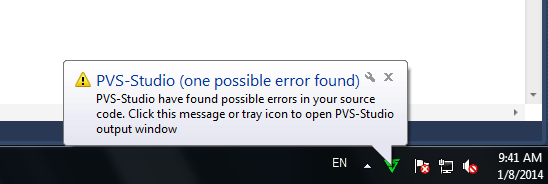 PVS-Studio (one possible error found)
PVS-Studio have found possible errors in your source
code. Click this message or tray icon to open PVS-Studio
output window
EN
9:41 AM
1/8/2014